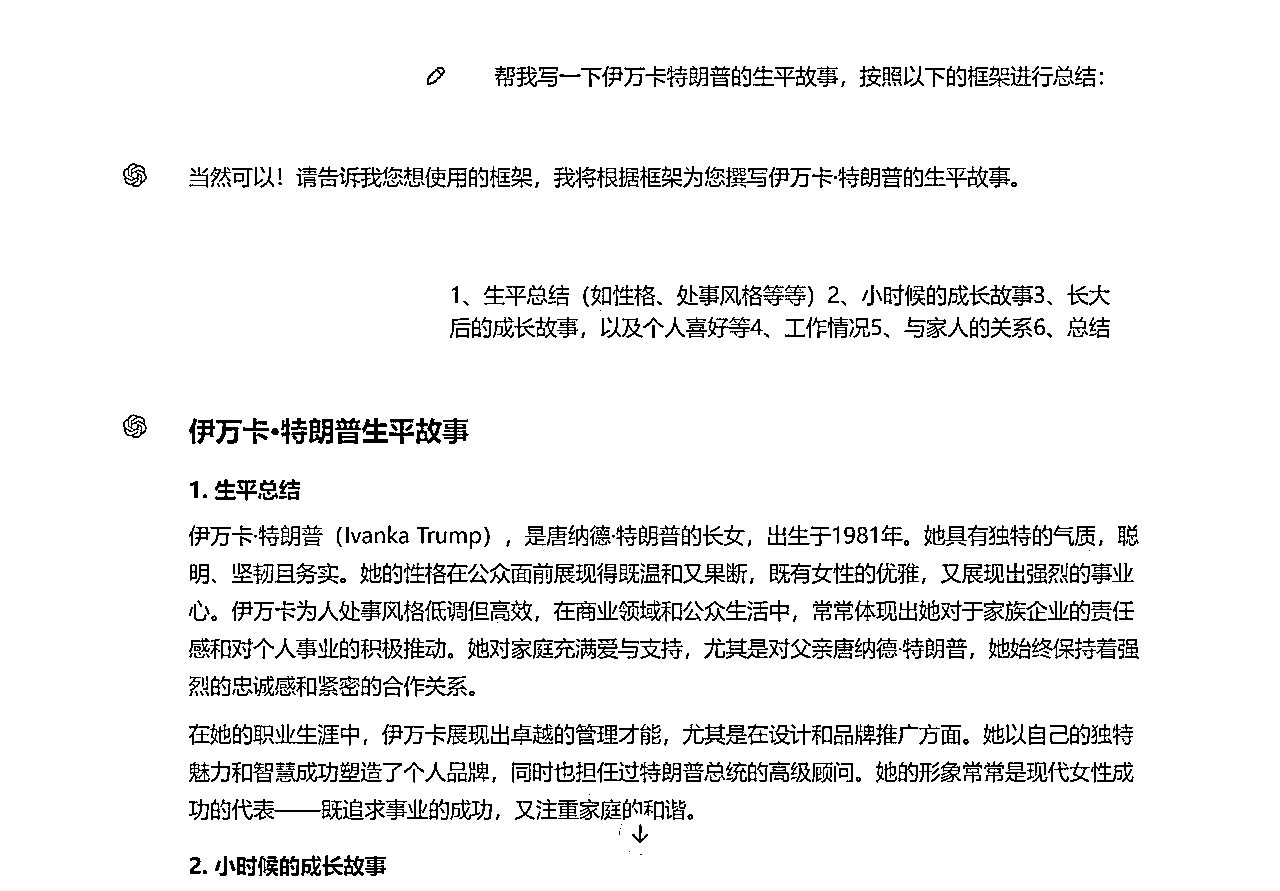 帮我写一下伊万卡特朗普的生平故事，按照以下的框架进行总结：
当然可以！请告诉我您想使用的框架，我将根据框架为您撰写伊万卡·特朗普的生平故事。
1、生平总结（如性格、处事风格等等）2、小时候的成长故事3、长大
后的成长故事，以及个人喜好等4、工作情况5、与家人的关系6、总结
伊万卡·特朗普生平故事
1. 生平总结
伊万卡·特朗普（Ivanka Trump），是唐纳德·特朗普的长女，出生于1981年。她具有独特的气质，聪
明、坚韧且务实。她的性格在公众面前展现得既温和又果断，既有女性的优雅，又展现出强烈的事业
心。伊万卡为人处事风格低调但高效，在商业领域和公众生活中，常常体现出她对于家族企业的责任
感和对个人事业的积极推动。她对家庭充满爱与支持，尤其是对父亲唐纳德·特朗普，她始终保持着强
烈的忠诚感和紧密的合作关系。
在她的职业生涯中，伊万卡展现出卓越的管理才能，尤其是在设计和品牌推广方面。她以自己的独特
魅力和智慧成功塑造了个人品牌，同时也担任过特朗普总统的高级顾问。她的形象常常是现代女性成
功的代表——既追求事业的成功，又注重家庭的和谐。
2. 小时候的成长故事